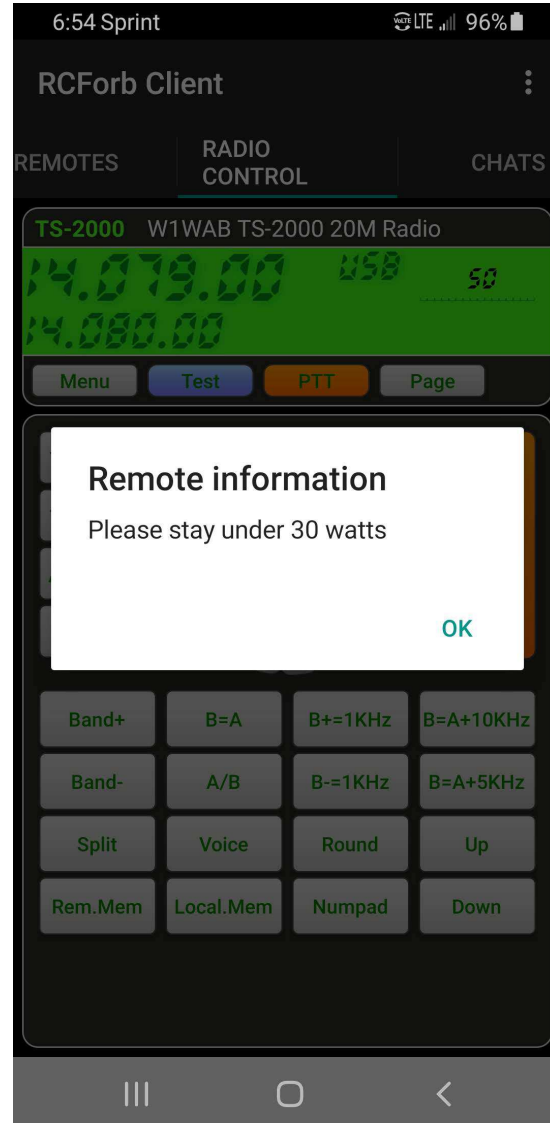 6:54 Sprint VoLTE LTE 96%
RCForb Client
REMOTES RADIO CONTROL CHATS
TS-2000 W1WAB TS-2000 20M Radio
14.079.00 USB S0
14.080.00
Menu Test PTT Page
Remote information
Please stay under 30 watts
OK
Band+ B=A B+=1KHz B=A+10KHz
Band- A/B B-=1KHz B=A+5KHz
Split Voice Round Up
Rem.Mem Local.Mem Numpad Down